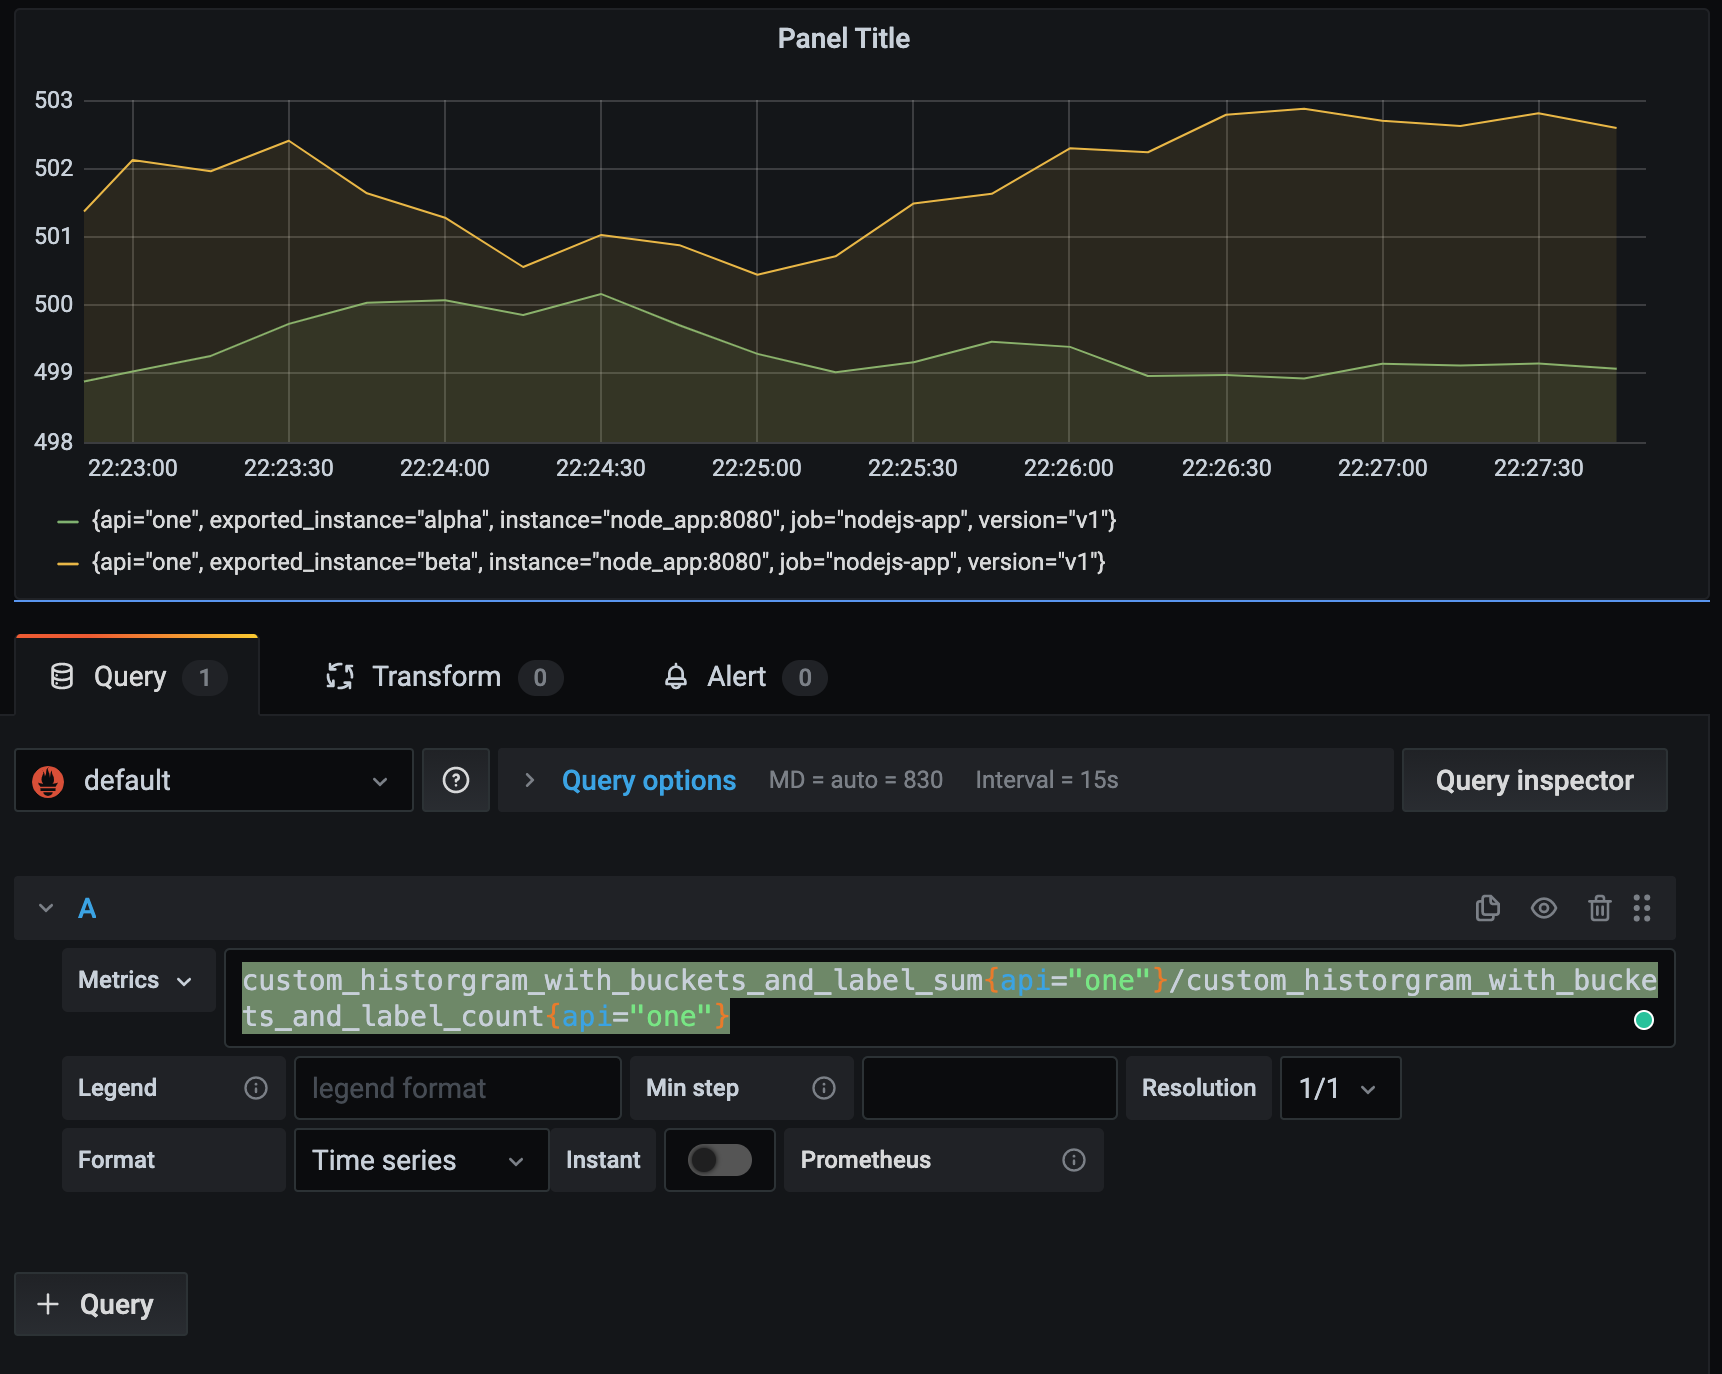 Panel Title
503
502
501
500
499
498
22:23:00 22:23:30 22:24:00 22:24:30 22:25:00 22:25:30 22:26:00 22:26:30 22:27:00 22:27:30
{api="one", exported_instance="alpha", instance="node_app:8080", job="nodejs-app", version="v1"}
{api="one", exported_instance="beta", instance="node_app:8080", job="nodejs-app", version="v1"}
Query 1 Transform 0 Alert 0
default Query options MD = auto = 830 Interval = 15s Query inspector
A
Metrics custom_historgram_with_buckets_and_label_sum{api="one"}/custom_historgram_with_bucke
ts_and_label_count{api="one"}
Legend legend format Min step Resolution 1/1
Format Time series Instant Prometheus
+ Query